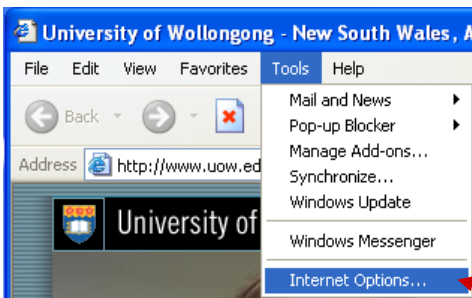 University of Wollongong - New South Wales, A
File Edit View Favorites Tools Help
Back
Mail and News
Pop-up Blocker
Manage Add-ons...
Synchronize...
Windows Update
Windows Messenger
Internet Options...
Address http://www.uow.ed
University of